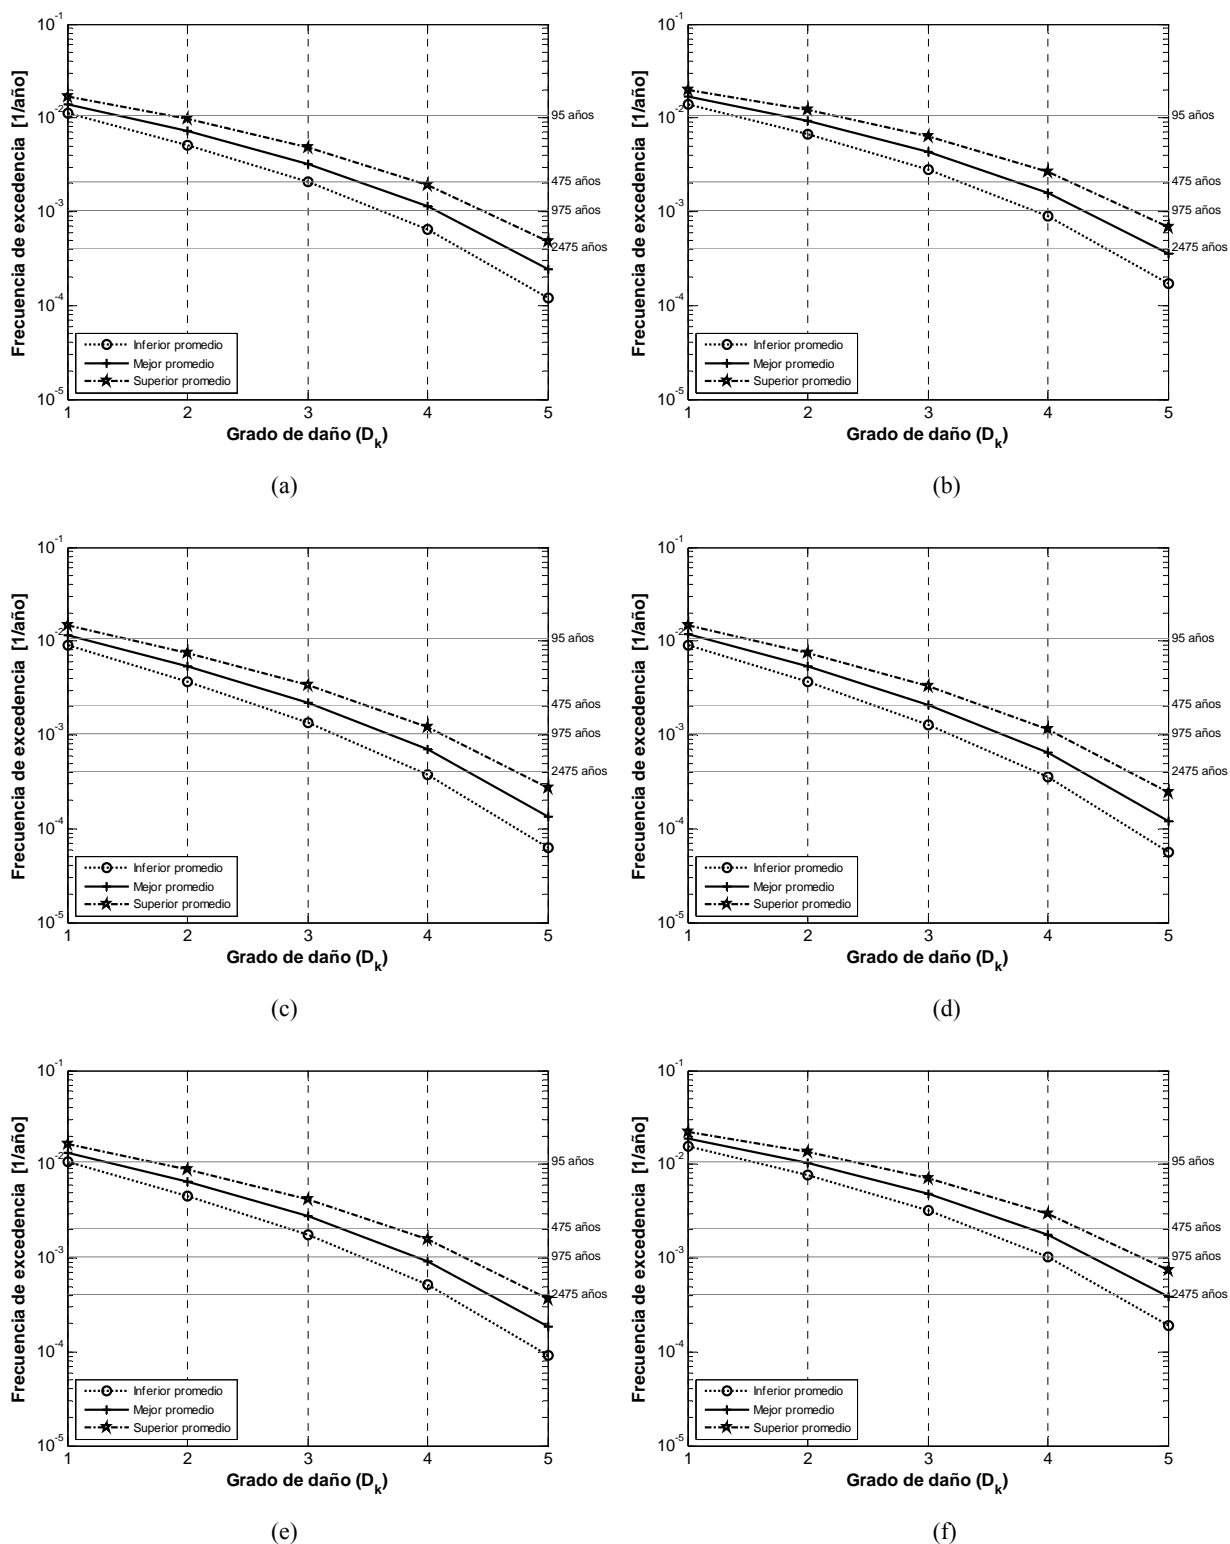 10^-1
10^-2
10^-3
10^-4
10^-5
Frecuencia de excedencia [1/año]
95 años
475 años
975 años
2475 años
Inferior promedio
Mejor promedio
Superior promedio
1 2 3 4 5
Grado de daño (D_k)
(a)
10^-1
10^-2
10^-3
10^-4
10^-5
Frecuencia de excedencia [1/año]
95 años
475 años
975 años
2475 años
Inferior promedio
Mejor promedio
Superior promedio
1 2 3 4 5
Grado de daño (D_k)
(b)
10^-1
10^-2
10^-3
10^-4
10^-5
Frecuencia de excedencia [1/año]
95 años
475 años
975 años
2475 años
Inferior promedio
Mejor promedio
Superior promedio
1 2 3 4 5
Grado de daño (D_k)
(c)
10^-1
10^-2
10^-3
10^-4
10^-5
Frecuencia de excedencia [1/año]
95 años
475 años
975 años
2475 años
Inferior promedio
Mejor promedio
Superior promedio
1 2 3 4 5
Grado de daño (D_k)
(d)
10^-1
10^-2
10^-3
10^-4
10^-5
Frecuencia de excedencia [1/año]
95 años
475 años
975 años
2475 años
Inferior promedio
Mejor promedio
Superior promedio
1 2 3 4 5
Grado de daño (D_k)
(e)
10^-1
10^-2
10^-3
10^-4
10^-5
Frecuencia de excedencia [1/año]
95 años
475 años
975 años
2475 años
Inferior promedio
Mejor promedio
Superior promedio
1 2 3 4 5
Grado de daño (D_k)
(f)